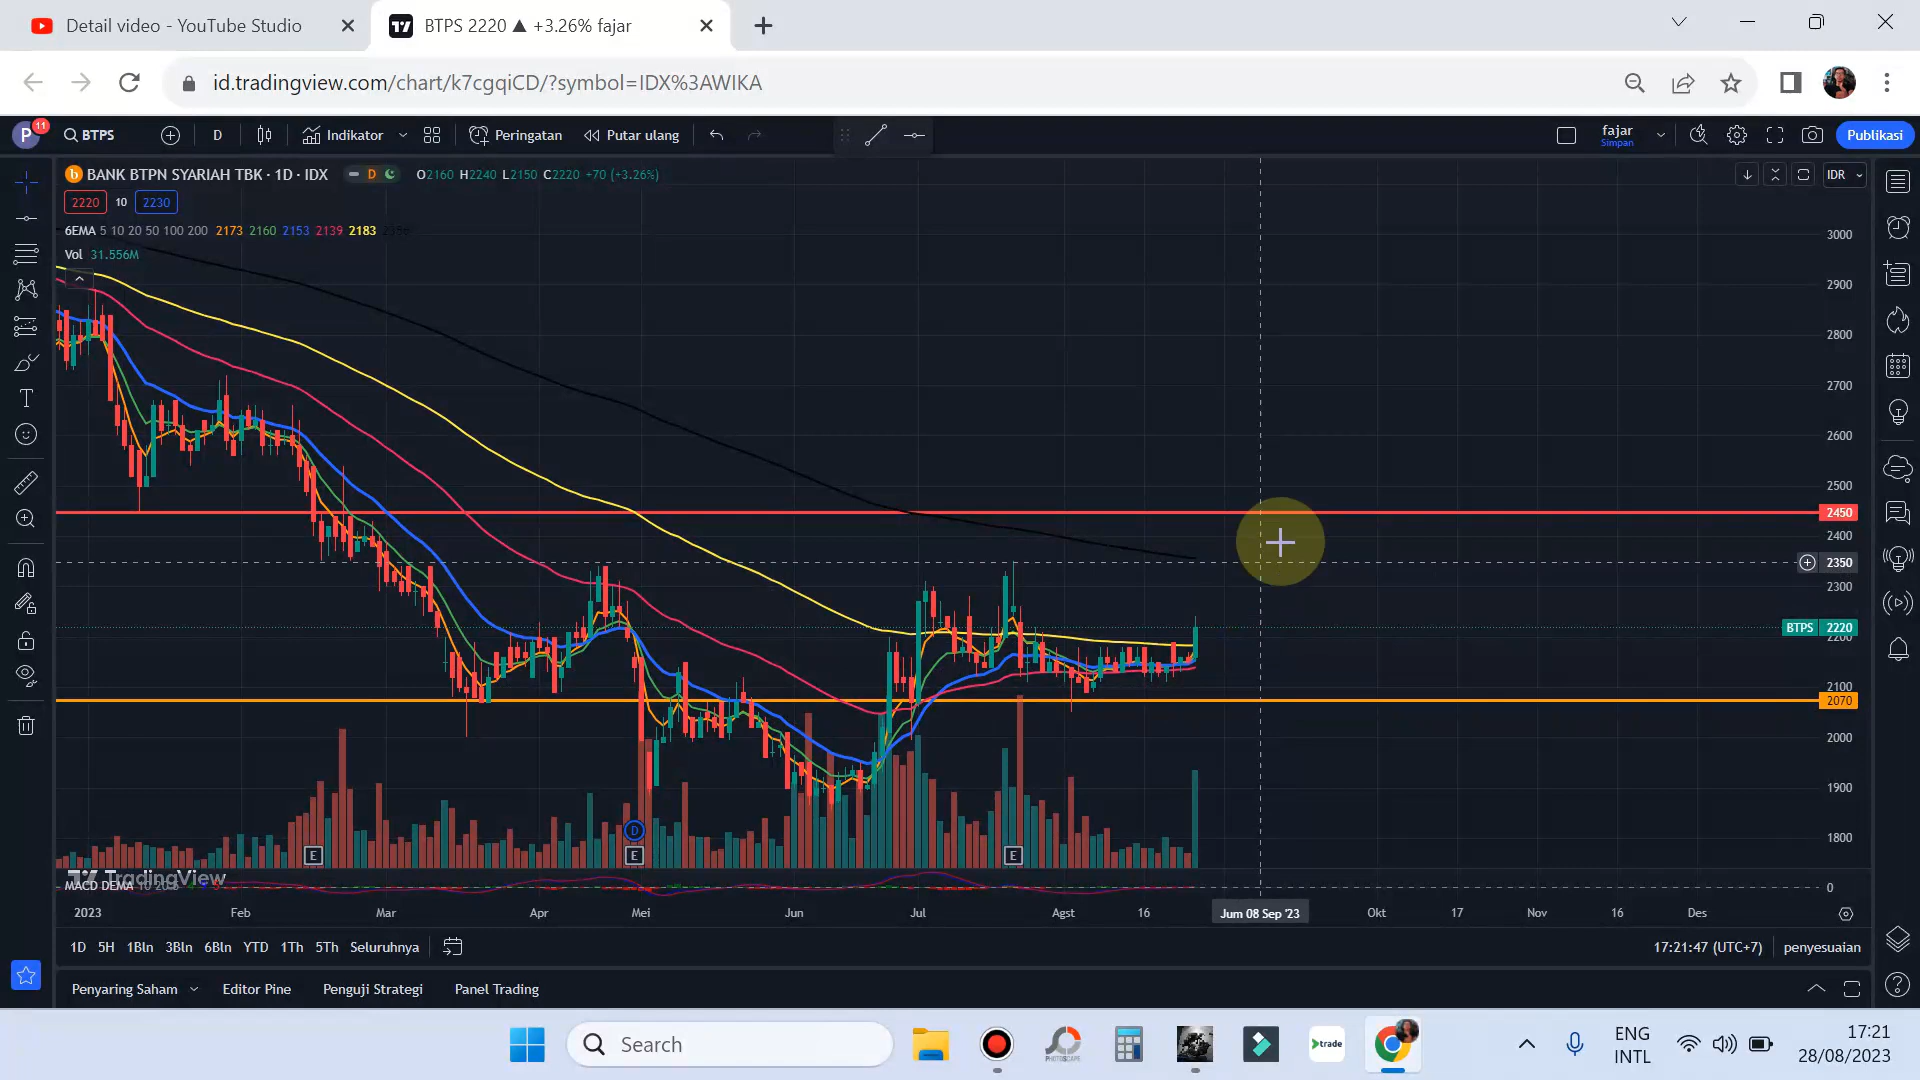 Detail video - YouTube Studio
BTPS 2220 ▲ +3.26% fajar
id.tradingview.com/chart/k7cgqiCD/?symbol=IDX%3AWIKA
P 11
BTPS
D
Indikator
Peringatan
Putar ulang
fajar
Simpan
Publikasi
BANK BTPN SYARIAH TBK · 1D · IDX
D
O2160 H2240 L2150 C2220 +70 (+3.26%)
IDR
2220 10 2230
6EMA 5 10 20 50 100 200 2173 2160 2153 2139 2183
Vol 31.556M
3000
2900
2800
2700
2600
2500
2450
2400
2350
2300
BTPS 2220
2200
2100
2070
2000
1900
1800
D
E
E
E
TradingView
MACD DEMA
0
2023 Feb Mar Apr Mei Jun Jul Agst 16 Jum 08 Sep '23 Okt 17 Nov 16 Des
1D 5H 1Bln 3Bln 6Bln YTD 1Th 5Th Seluruhnya
17:21:47 (UTC+7)
penyesuaian
Penyaring Saham
Editor Pine
Penguji Strategi
Panel Trading
Search
PHOTOSCAPE
trade
ENG
INTL
17:21
28/08/2023